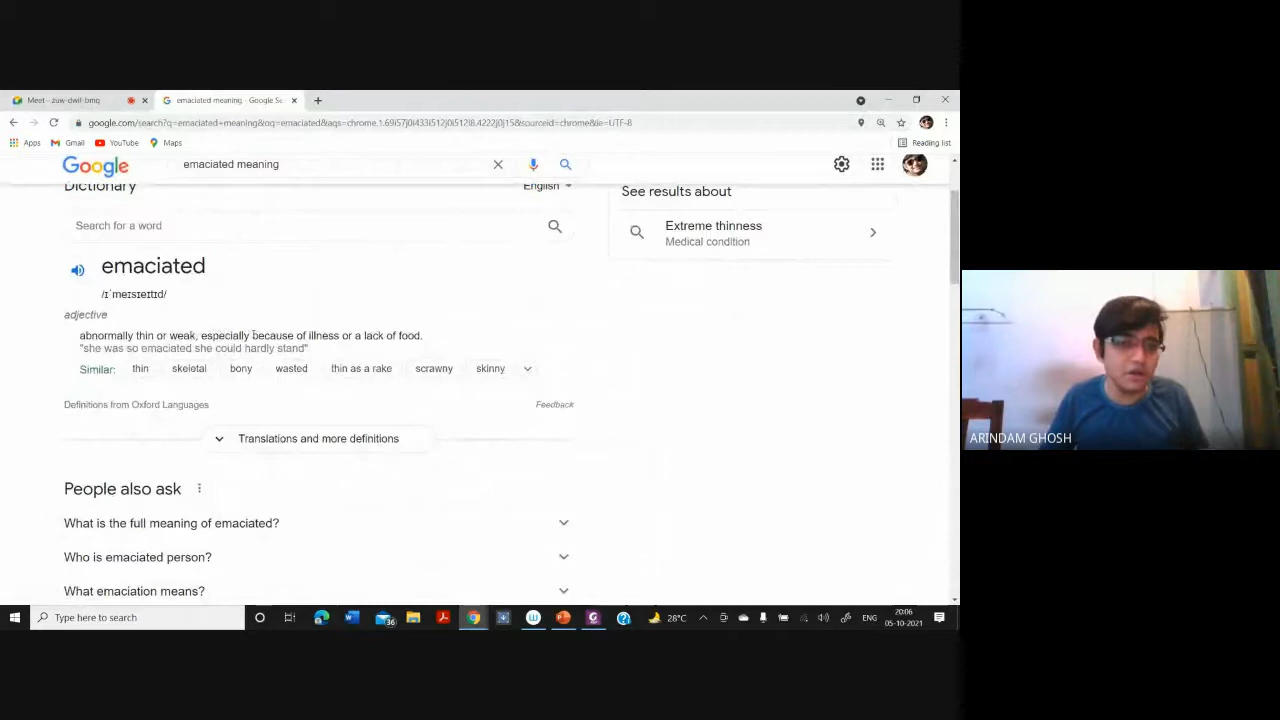 Meet - zuw-dwif-bmq
emaciated meaning - Google Se
google.com/search?q=emaciated+meaning&oq=emaciated&aqs=chrome.1.69i57j0i433i512j0i512l8.4222j0j15&sourceid=chrome&ie=UTF-8
Apps Gmail YouTube Maps Reading list
Google emaciated meaning
Dictionary English
See results about
Search for a word
Extreme thinness
Medical condition
emaciated
/ɪˈmeɪsɪeɪtɪd/
adjective
abnormally thin or weak, especially because of illness or a lack of food.
"she was so emaciated she could hardly stand"
Similar: thin skeletal bony wasted thin as a rake scrawny skinny
Definitions from Oxford Languages Feedback
Translations and more definitions
People also ask
What is the full meaning of emaciated?
Who is emaciated person?
What emaciation means?
ARINDAM GHOSH
Type here to search 36 28°C ENG 20:06
05-10-2021